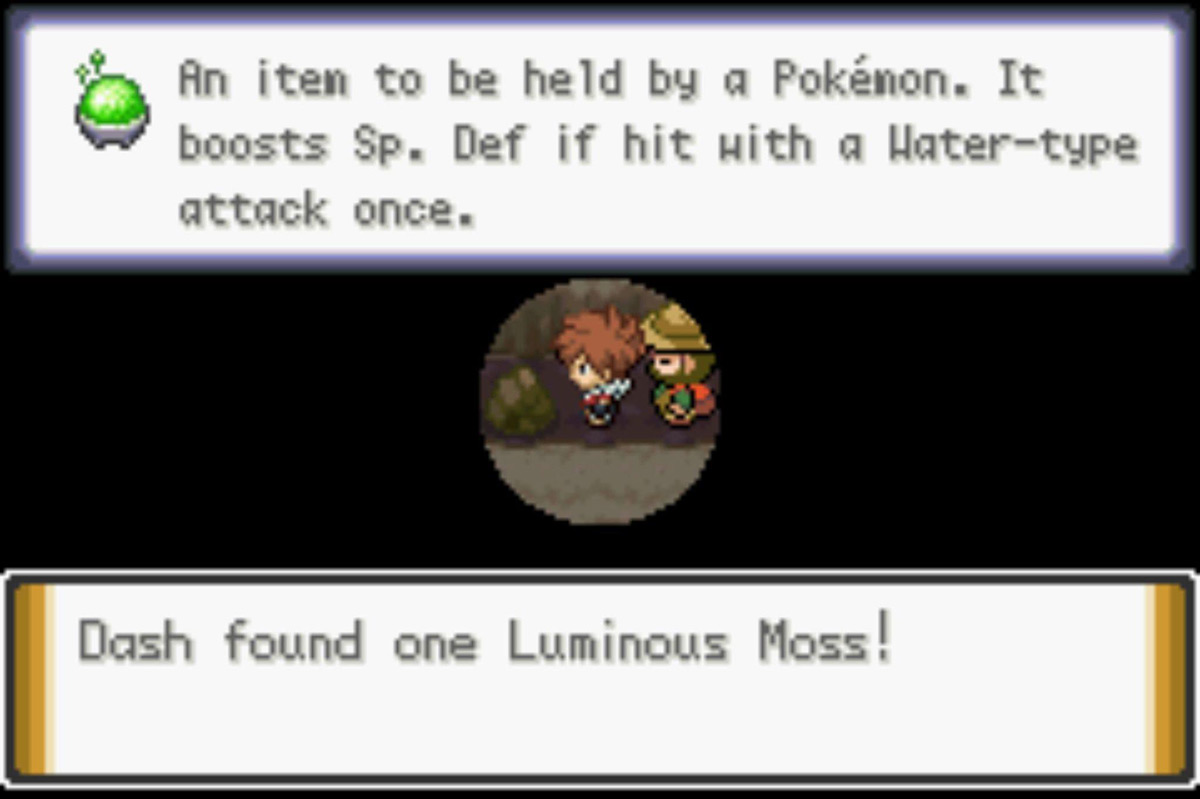 An item to be held by a Pokémon. It
boosts Sp. Def if hit with a Water-type
attack once.
Dash found one Luminous Moss!